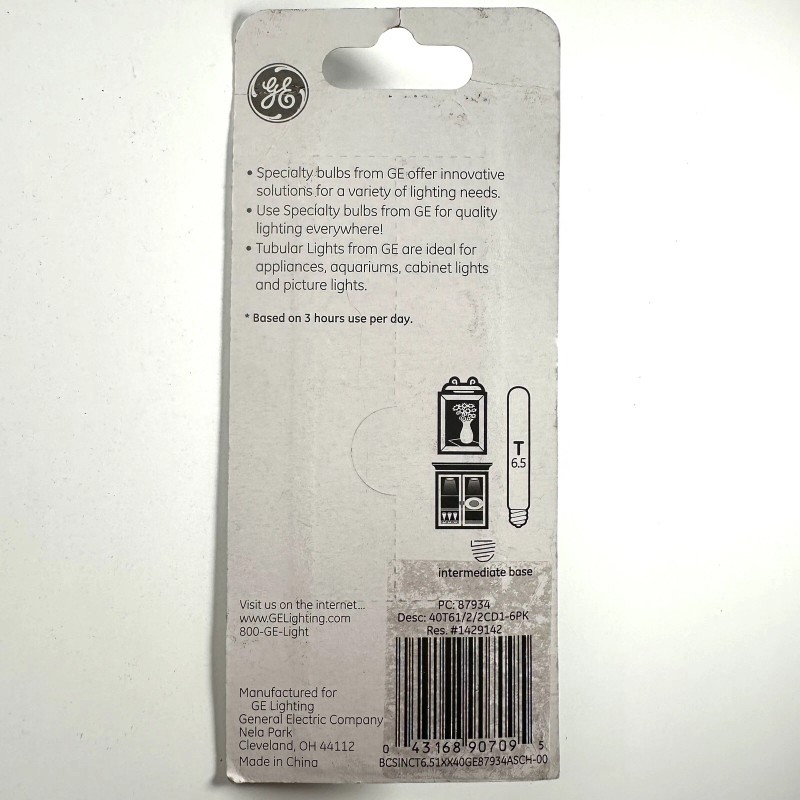 GE
• Specialty bulbs from GE offer innovative
solutions for a variety of lighting needs.
• Use Specialty bulbs from GE for quality
lighting everywhere!
• Tubular Lights from GE are ideal for
appliances, aquariums, cabinet lights
and picture lights.
* Based on 3 hours use per day.
T
6.5
intermediate base
Visit us on the internet...
www.GELighting.com
800-GE-Light
PC: 87934
Desc: 40T61/2/2CD1-6PK
Res. #1429142
Manufactured for
GE Lighting
General Electric Company
Nela Park
Cleveland, OH 44112
Made in China
0 43168 90709 5
BCSINCT6.51XX40GE87934ASCH-00